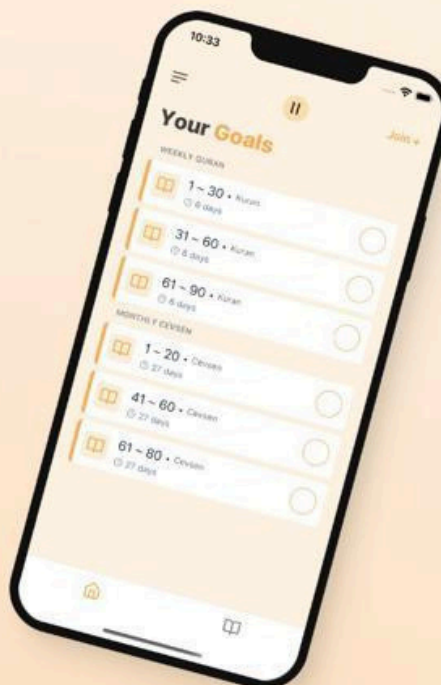 10:33
Join +
Your Goals
WEEKLY QURAN
1 ~ 30 • Kuran
6 days
31 ~ 60 • Kuran
6 days
61 ~ 90 • Kuran
6 days
MONTHLY CEVSEN
1 ~ 20 • Cevsen
27 days
41 ~ 60 • Cevsen
27 days
61 ~ 80 • Cevsen
27 days